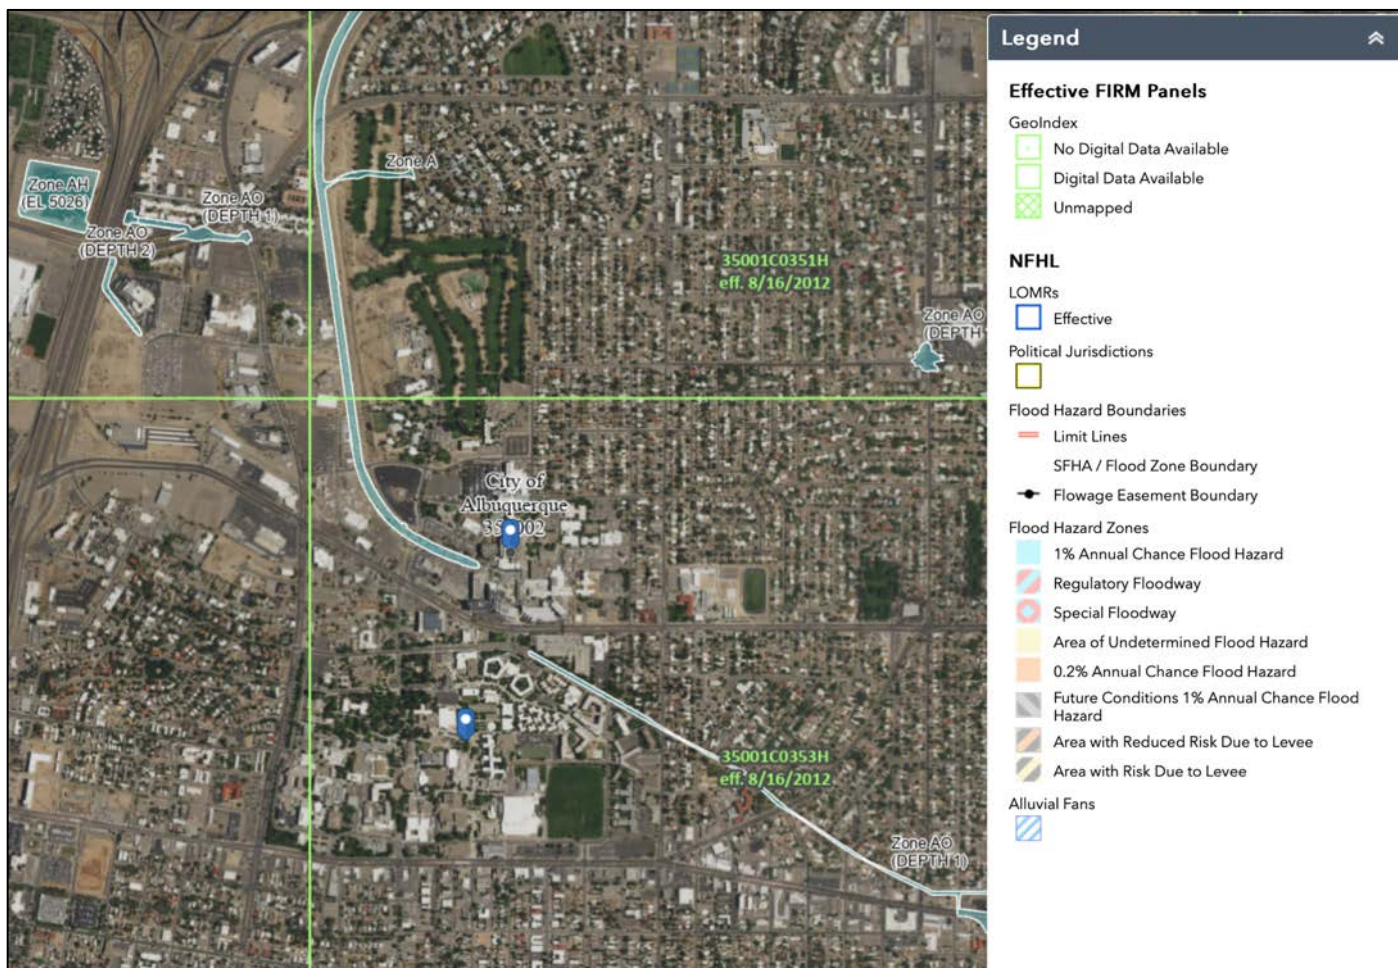 Zone A
Zone AH
(EL 5026)
Zone AO
(DEPTH 1)
Zone AO
(DEPTH 2)
35001C0351H
eff. 8/16/2012
Zone AO
(DEPTH
City of
Albuquerque
002
35001C0353H
eff. 8/16/2012
Zone AO
(DEPTH 1)
Legend
Effective FIRM Panels
GeoIndex
No Digital Data Available
Digital Data Available
Unmapped
NFHL
LOMRs
Effective
Political Jurisdictions
Flood Hazard Boundaries
Limit Lines
SFHA / Flood Zone Boundary
Flowage Easement Boundary
Flood Hazard Zones
1% Annual Chance Flood Hazard
Regulatory Floodway
Special Floodway
Area of Undetermined Flood Hazard
0.2% Annual Chance Flood Hazard
Future Conditions 1% Annual Chance Flood
Hazard
Area with Reduced Risk Due to Levee
Area with Risk Due to Levee
Alluvial Fans